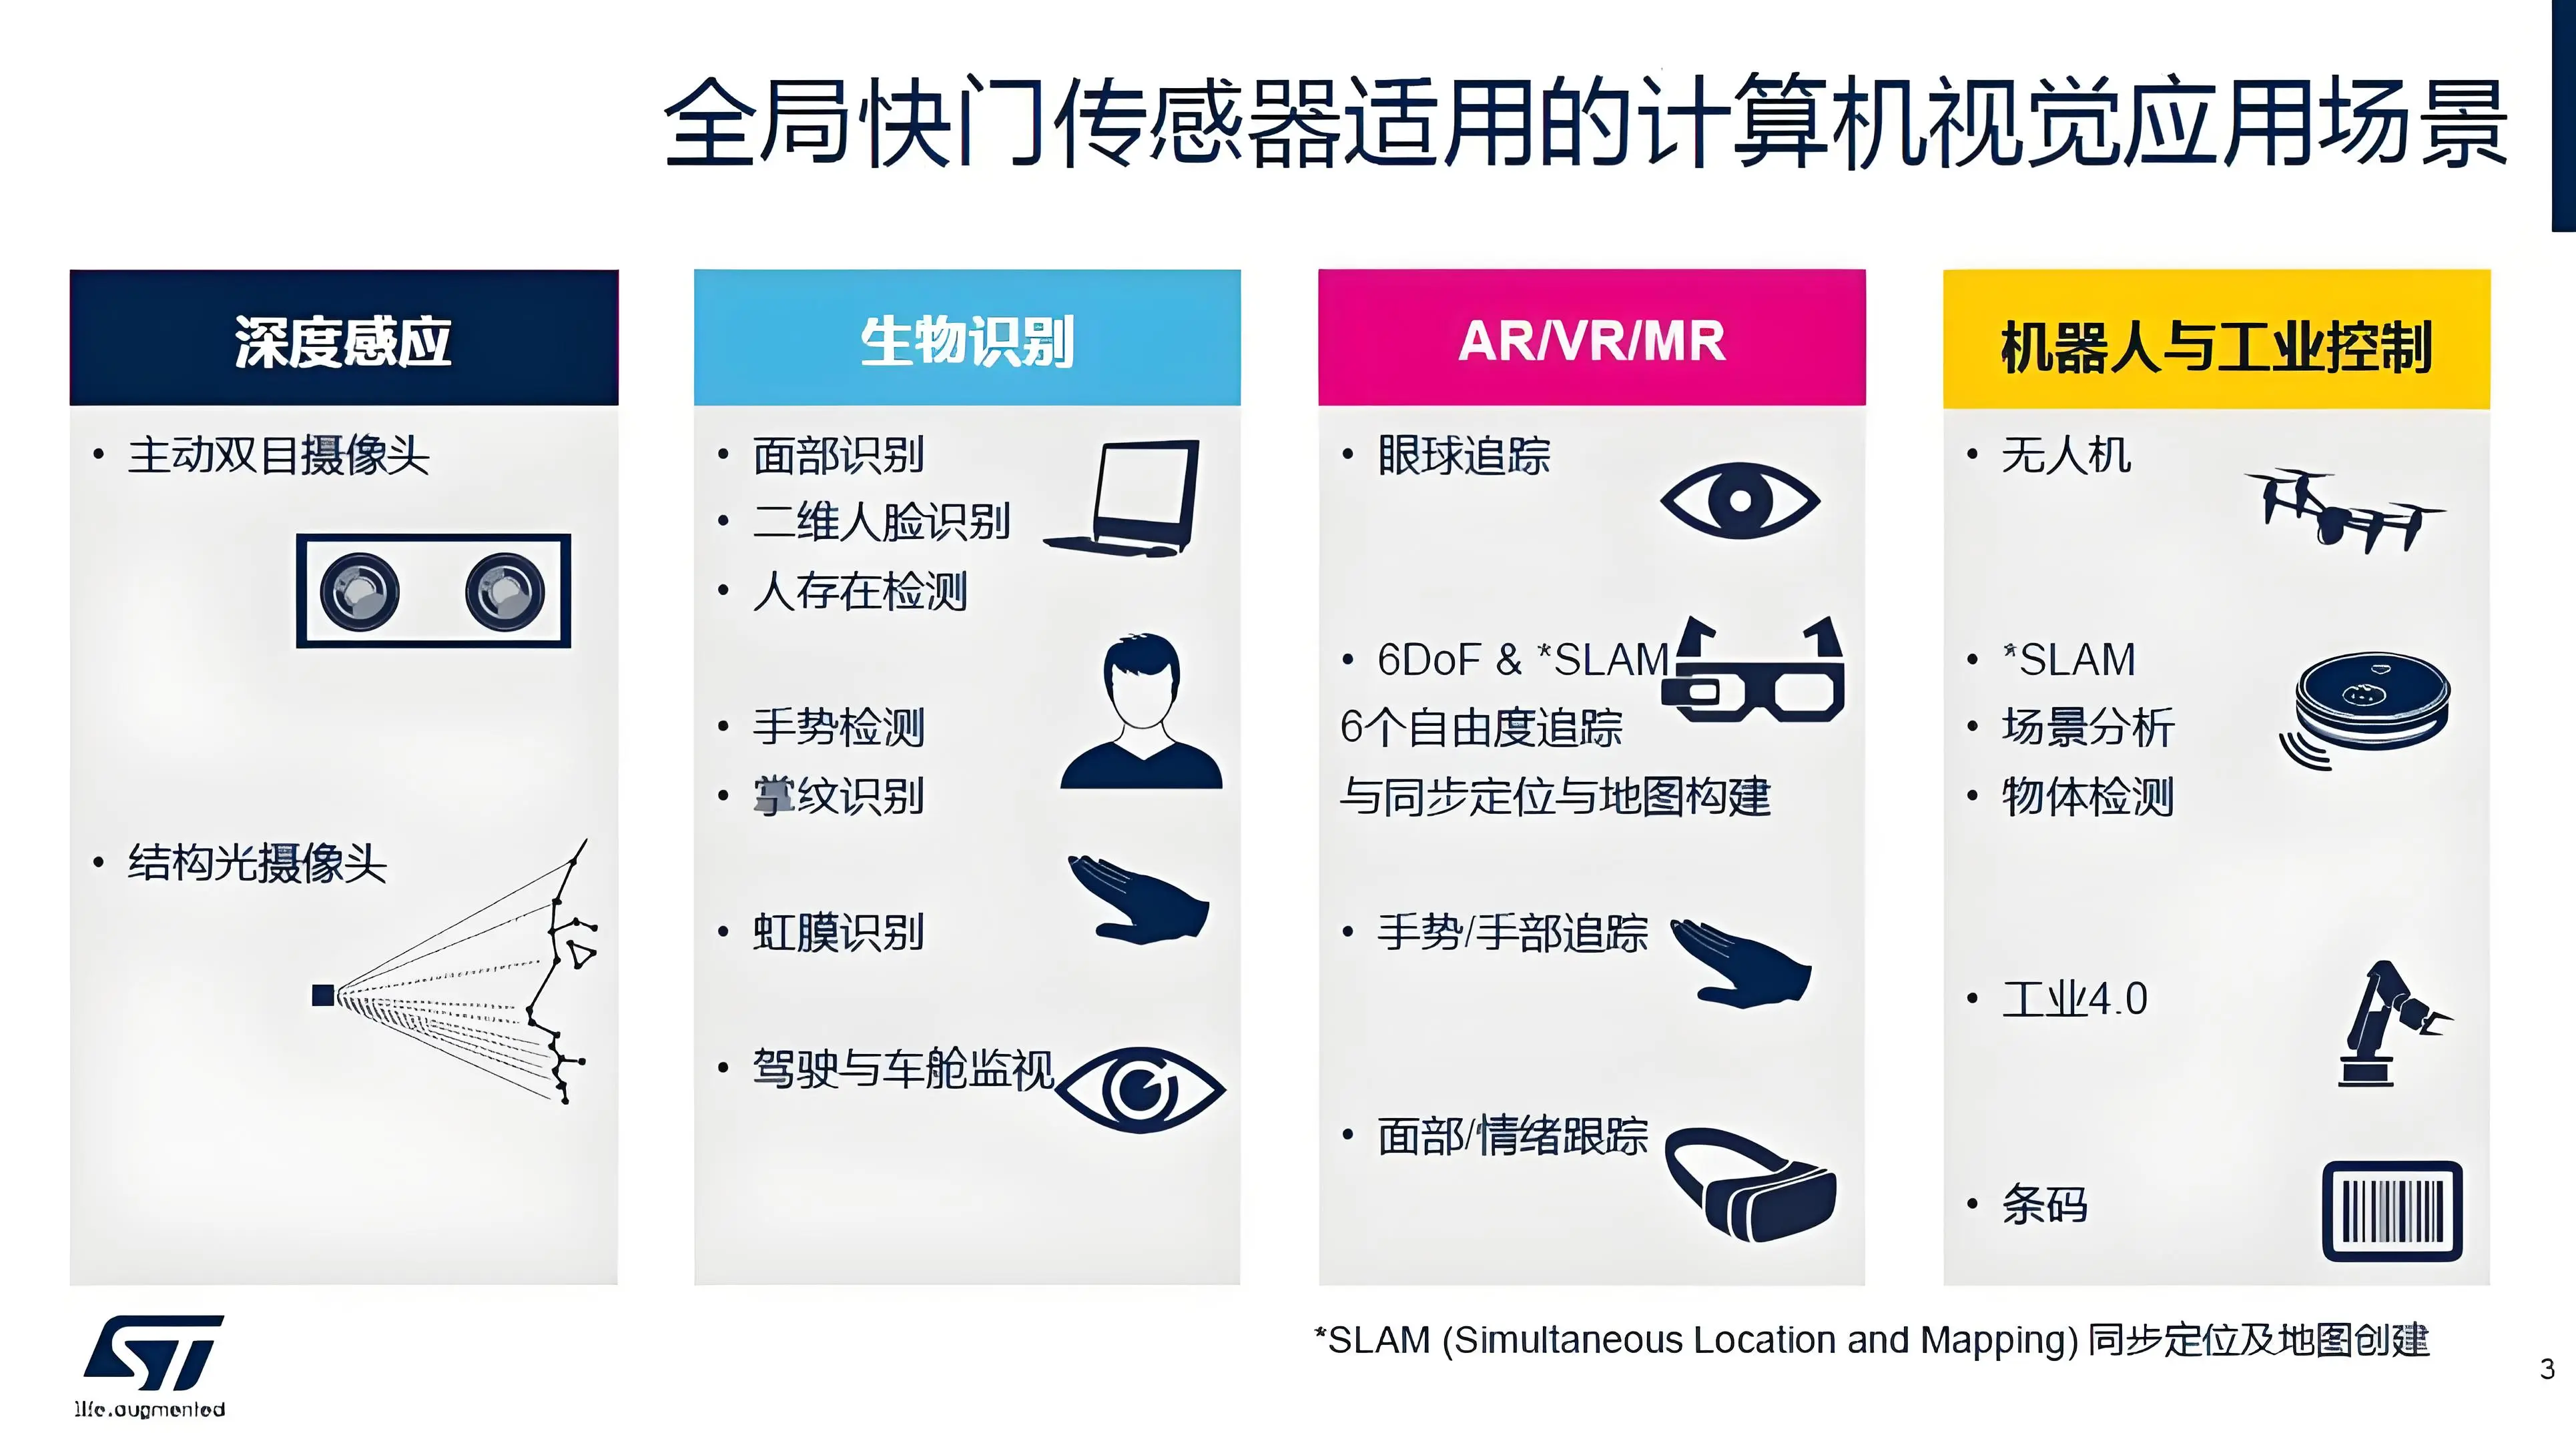 全局快门传感器适用的计算机视觉应用场景
深度感应
• 主动双目摄像头
• 结构光摄像头
生物识别
• 面部识别
• 二维人脸识别
• 人存在检测
• 手势检测
• 掌纹识别
• 虹膜识别
• 驾驶与车舱监视
AR/VR/MR
• 眼球追踪
• 6DoF & *SLAM
6个自由度追踪
与同步定位与地图构建
• 手势/手部追踪
• 面部/情绪跟踪
机器人与工业控制
• 无人机
• *SLAM
• 场景分析
• 物体检测
• 工业4.0
• 条码
*SLAM (Simultaneous Location and Mapping) 同步定位及地图创建
ST
life.augmented
3